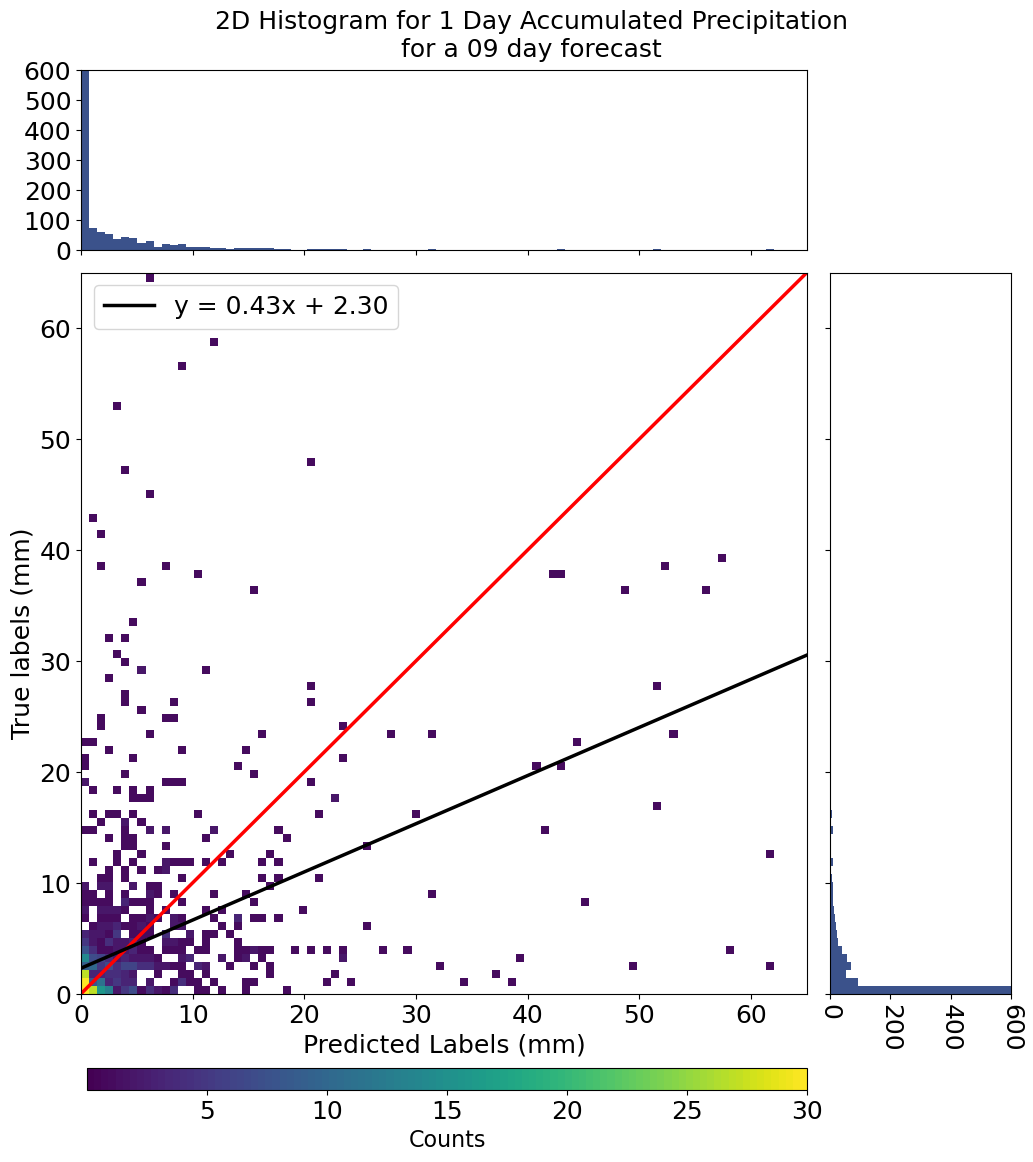 2D Histogram for 1 Day Accumulated Precipitation
for a 09 day forecast
600
500
400
300
200
100
0
y = 0.43x + 2.30
True labels (mm)
60
50
40
30
20
10
0
0 10 20 30 40 50 60
Predicted Labels (mm)
0 200 400 600
5 10 15 20 25 30
Counts